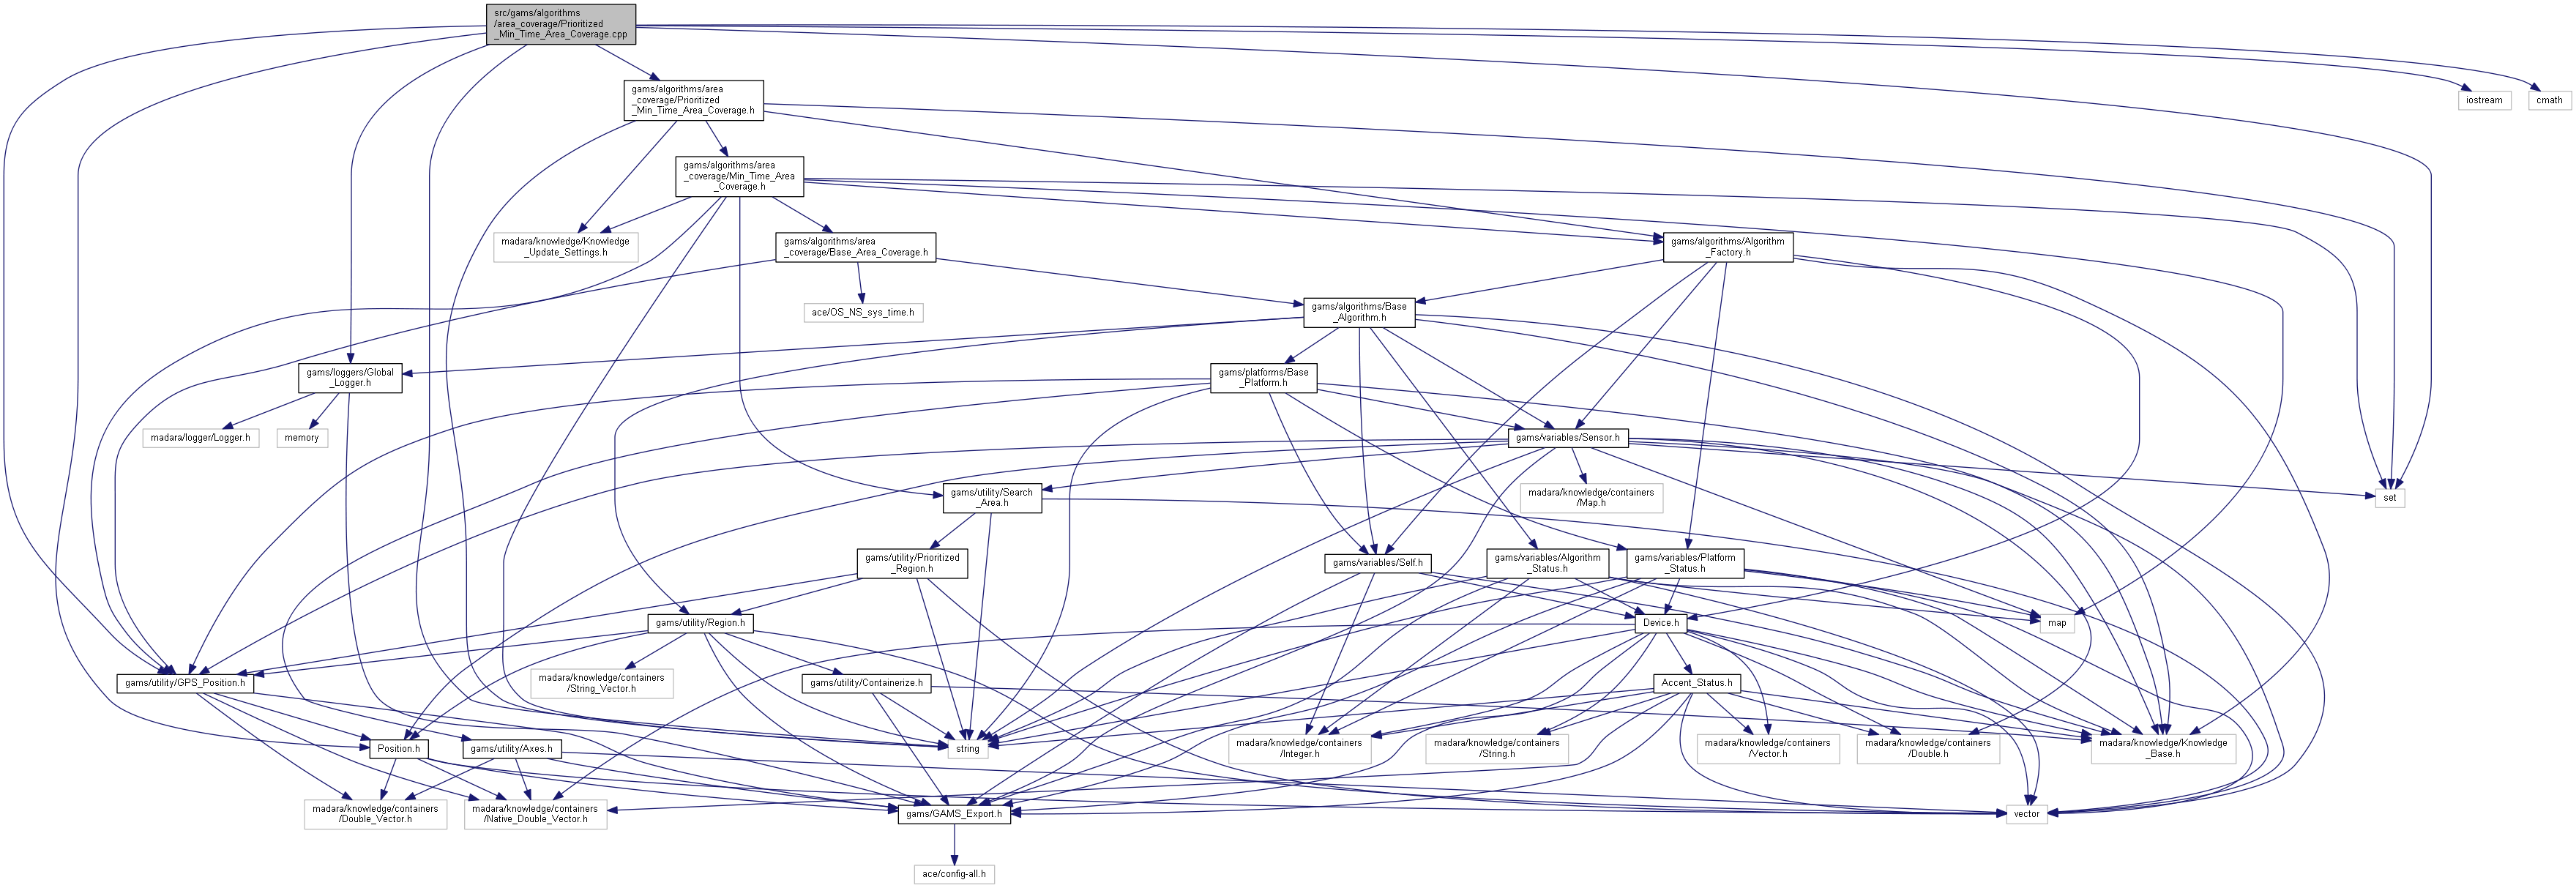 src/gams/algorithms
/area_coverage/Prioritized
_Min_Time_Area_Coverage.cpp
gams/algorithms/area
_coverage/Prioritized
_Min_Time_Area_Coverage.h
iostream
cmath
gams/algorithms/area
_coverage/Min_Time_Area
_Coverage.h
madara/knowledge/Knowledge
_Update_Settings.h
gams/algorithms/area
_coverage/Base_Area_Coverage.h
gams/algorithms/Algorithm
_Factory.h
ace/OS_NS_sys_time.h
gams/algorithms/Base
_Algorithm.h
gams/loggers/Global
_Logger.h
gams/platforms/Base
_Platform.h
madara/logger/Logger.h
memory
gams/variables/Sensor.h
gams/utility/Search
_Area.h
madara/knowledge/containers
/Map.h
set
gams/utility/Prioritized
_Region.h
gams/variables/Self.h
gams/variables/Algorithm
_Status.h
gams/variables/Platform
_Status.h
gams/utility/Region.h
Device.h
map
gams/utility/GPS_Position.h
madara/knowledge/containers
/String_Vector.h
gams/utility/Containerize.h
Accent_Status.h
Position.h
gams/utility/Axes.h
string
madara/knowledge/containers
/Integer.h
madara/knowledge/containers
/String.h
madara/knowledge/containers
/Vector.h
madara/knowledge/containers
/Double.h
madara/knowledge/Knowledge
_Base.h
madara/knowledge/containers
/Double_Vector.h
madara/knowledge/containers
/Native_Double_Vector.h
gams/GAMS_Export.h
vector
ace/config-all.h